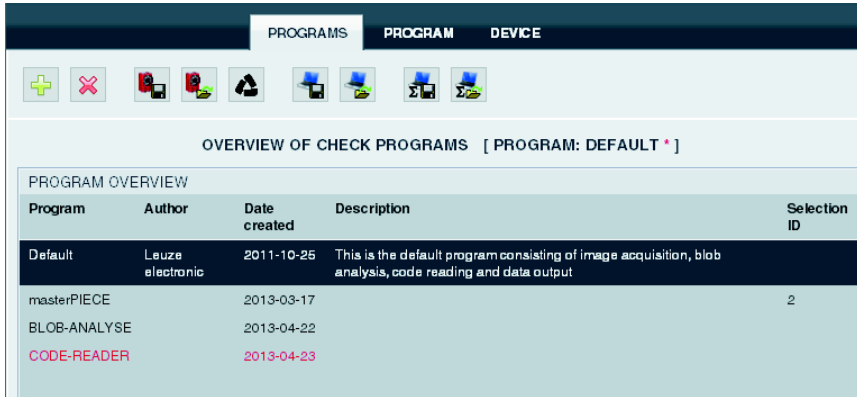 PROGRAMS PROGRAM DEVICE
OVERVIEW OF CHECK PROGRAMS [ PROGRAM: DEFAULT * ]
PROGRAM OVERVIEW
Program Author Date created Description Selection ID
Default Leuze electronic 2011-10-25 This is the default program consisting of image acquisition, blob
analysis, code reading and data output
masterPIECE 2013-03-17 2
BLOB-ANALYSE 2013-04-22
CODE-READER 2013-04-23